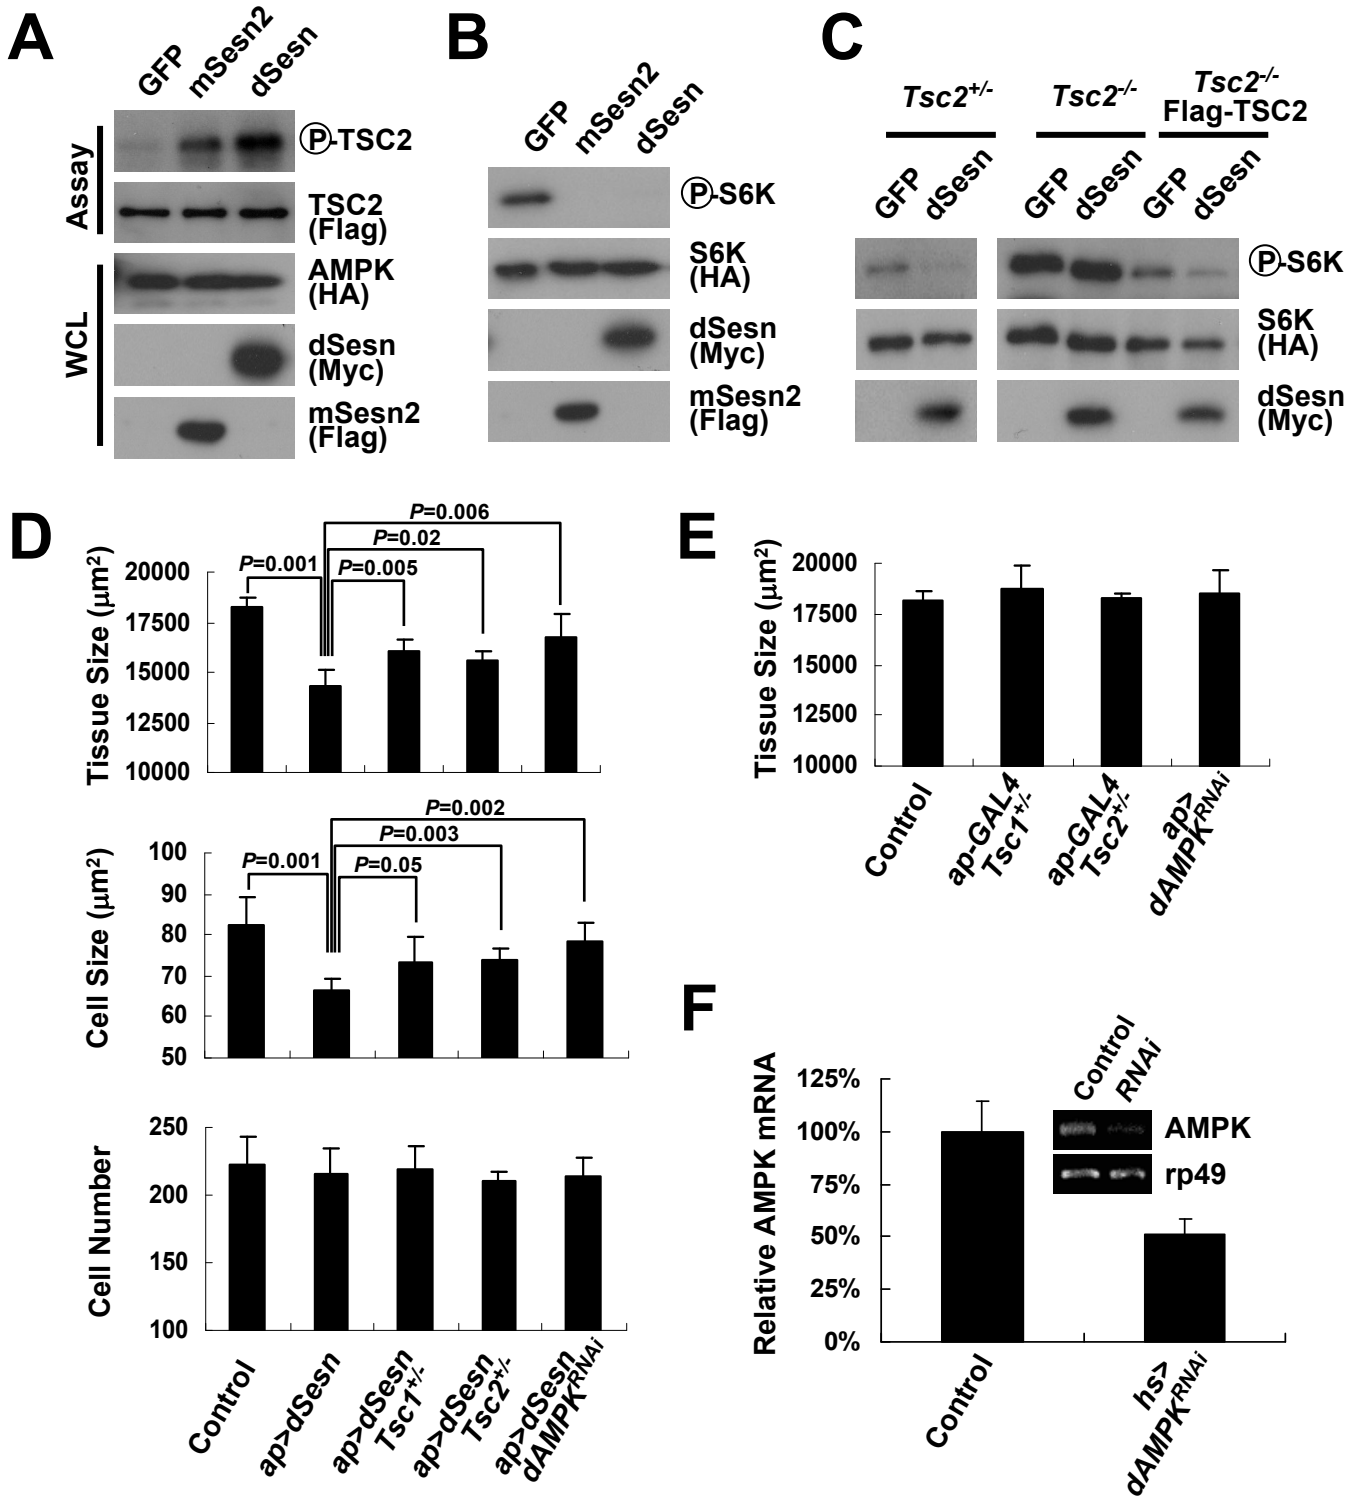 A
GFP
mSesn2
dSesn
Assay
WCL
Ⓟ-TSC2
TSC2
(Flag)
AMPK
(HA)
dSesn
(Myc)
mSesn2
(Flag)
B
GFP
mSesn2
dSesn
Ⓟ-S6K
S6K
(HA)
dSesn
(Myc)
mSesn2
(Flag)
C
Tsc2+/-
Tsc2-/-
Tsc2-/-
Flag-TSC2
GFP
dSesn
GFP
dSesn
GFP
dSesn
Ⓟ-S6K
S6K
(HA)
dSesn
(Myc)
D
Tissue Size (μm²)
20000
17500
15000
12500
10000
P=0.001
P=0.006
P=0.02
P=0.005
Cell Size (μm²)
100
90
80
70
60
50
P=0.001
P=0.002
P=0.003
P=0.05
Cell Number
250
200
150
100
Control
ap>dSesn
ap>dSesn
Tsc1+/-
ap>dSesn
Tsc2+/-
ap>dSesn
dAMPKRNAi
E
Tissue Size (μm²)
20000
17500
15000
12500
10000
Control
ap-GAL4
Tsc1+/-
ap-GAL4
Tsc2+/-
ap>
dAMPKRNAi
F
Relative AMPK mRNA
125%
100%
75%
50%
25%
0%
Control
RNAi
AMPK
rp49
Control
hs>
dAMPKRNAi